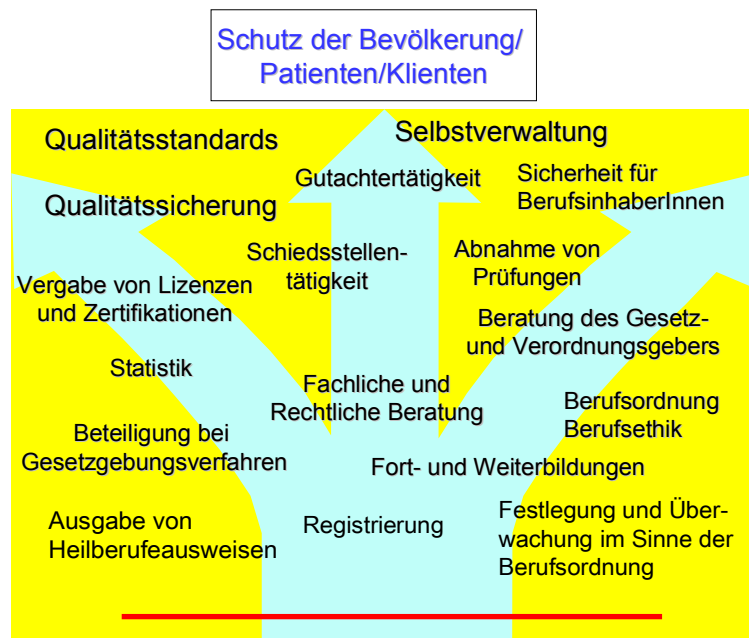 Schutz der Bevölkerung/
Patienten/Klienten
Qualitätsstandards
Selbstverwaltung
Gutachtertätigkeit
Sicherheit für
BerufsinhaberInnen
Qualitätssicherung
Schiedsstellen-
tätigkeit
Abnahme von
Prüfungen
Vergabe von Lizenzen
und Zertifikationen
Beratung des Gesetz-
und Verordnungsgebers
Statistik
Fachliche und
Rechtliche Beratung
Berufsordnung
Berufsethik
Beteiligung bei
Gesetzgebungsverfahren
Fort- und Weiterbildungen
Ausgabe von
Heilberufeausweisen
Registrierung
Festlegung und Über-
wachung im Sinne der
Berufsordnung